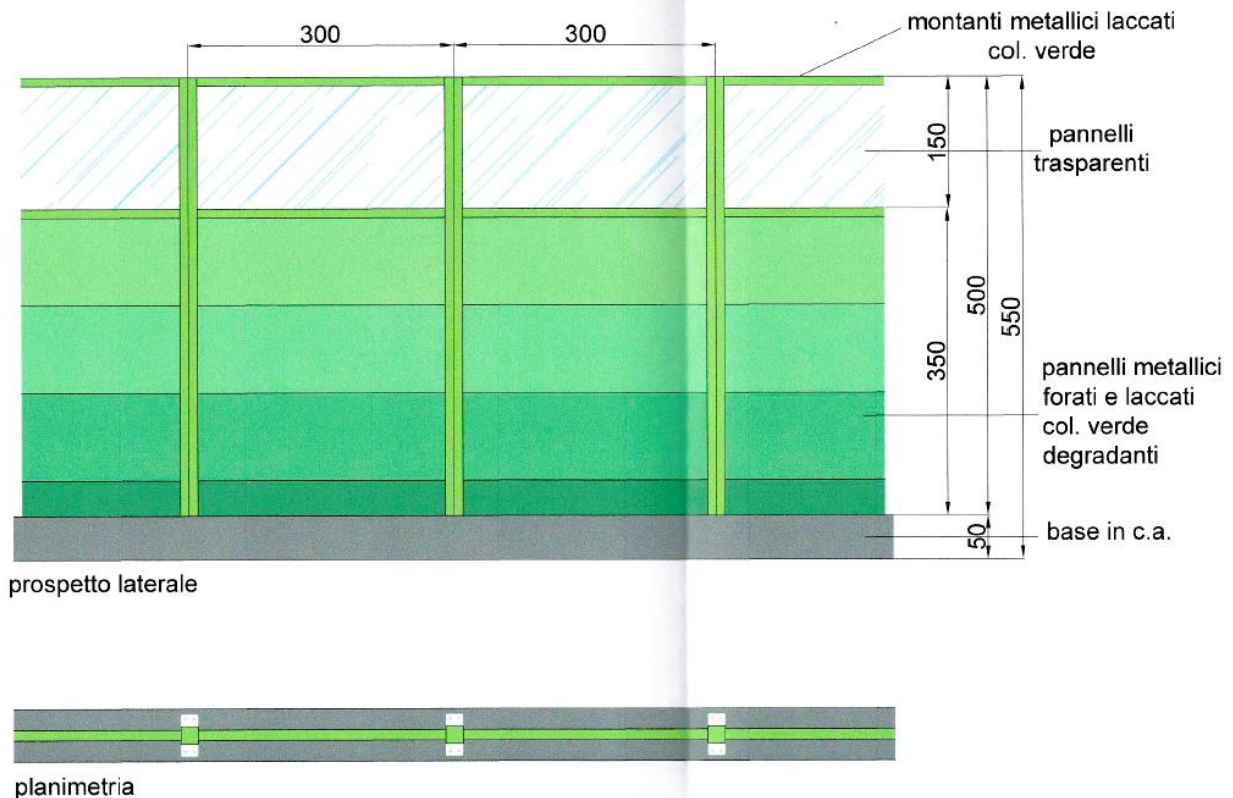 300
300
montanti metallici laccati
col. verde
150
pannelli
trasparenti
500
550
350
pannelli metallici
forati e laccati
col. verde
degradanti
50
base in c.a.
prospetto laterale
planimetria